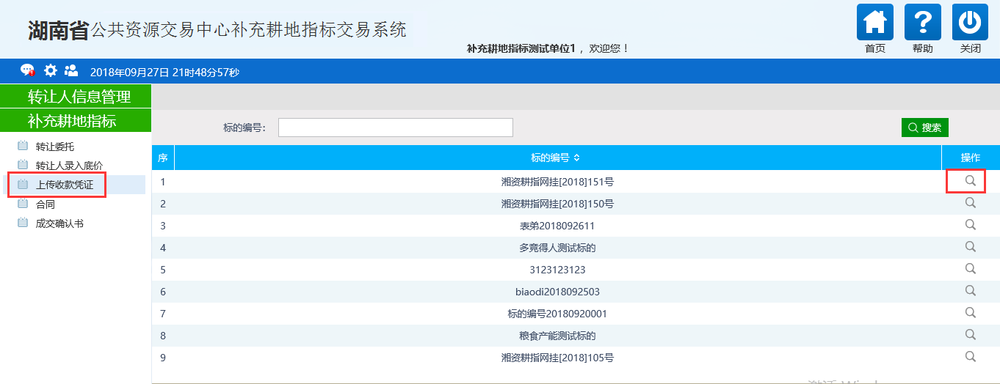 湖南省公共资源交易中心补充耕地指标交易系统
补充耕地指标测试单位1 ，欢迎您！
首页 帮助 关闭
2018年09月27日 21时48分57秒
转让人信息管理
补充耕地指标
转让委托
转让人录入底价
上传收款凭证
合同
成交确认书
标的编号：
搜索
序 标的编号 操作
1 湘资耕指网挂[2018]151号
2 湘资耕指网挂[2018]150号
3 表弟2018092611
4 多竞得人测试标的
5 3123123123
6 biaodi2018092503
7 标的编号20180920001
8 粮食产能测试标的
9 湘资耕指网挂[2018]105号